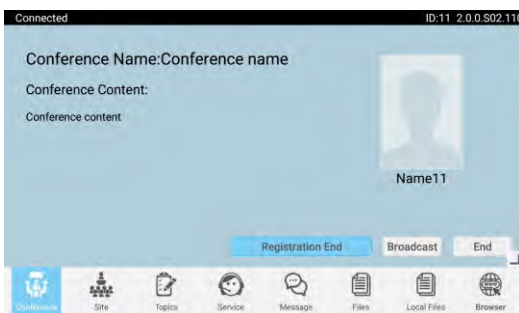 Connected ID:11 2.0.0.S02.110
Conference Name:Conference name
Conference Content:
Conference content
Name11
Registration End Broadcast End
Conference Site Topics Service Message Files Local Files Browser